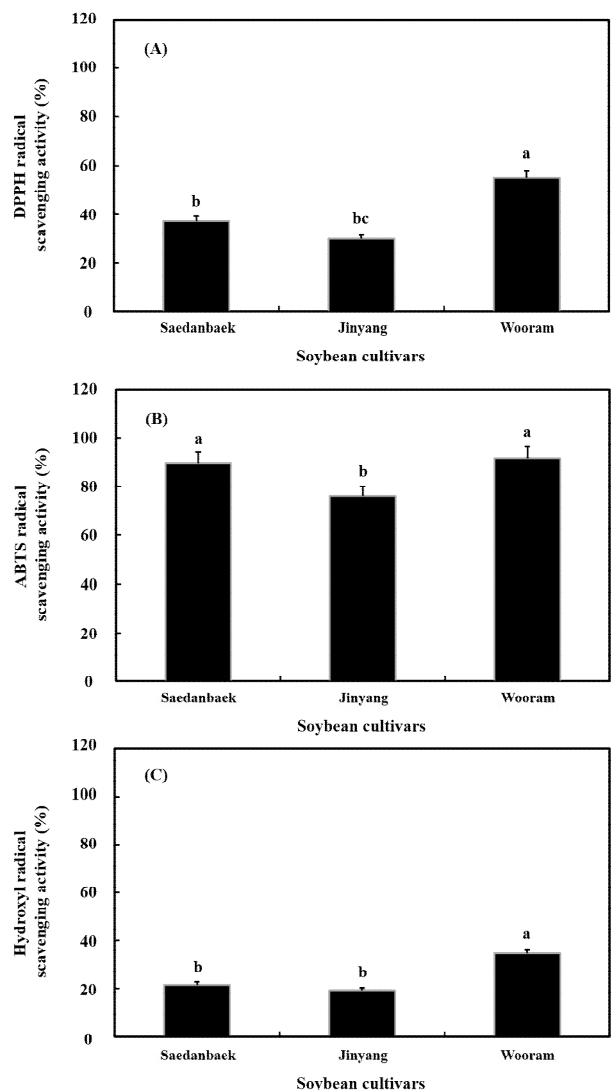 120
100
80
60
40
20
0
DPPH radical
scavenging activity (%)
(A)
b
bc
a
Saedanbaek Jinyang Wooram
Soybean cultivars
120
100
80
60
40
20
0
ABTS radical
scavenging activity (%)
(B)
a
b
a
Saedanbaek Jinyang Wooram
Soybean cultivars
120
100
80
60
40
20
0
Hydroxyl radical
scavenging activity (%)
(C)
b
b
a
Saedanbaek Jinyang Wooram
Soybean cultivars